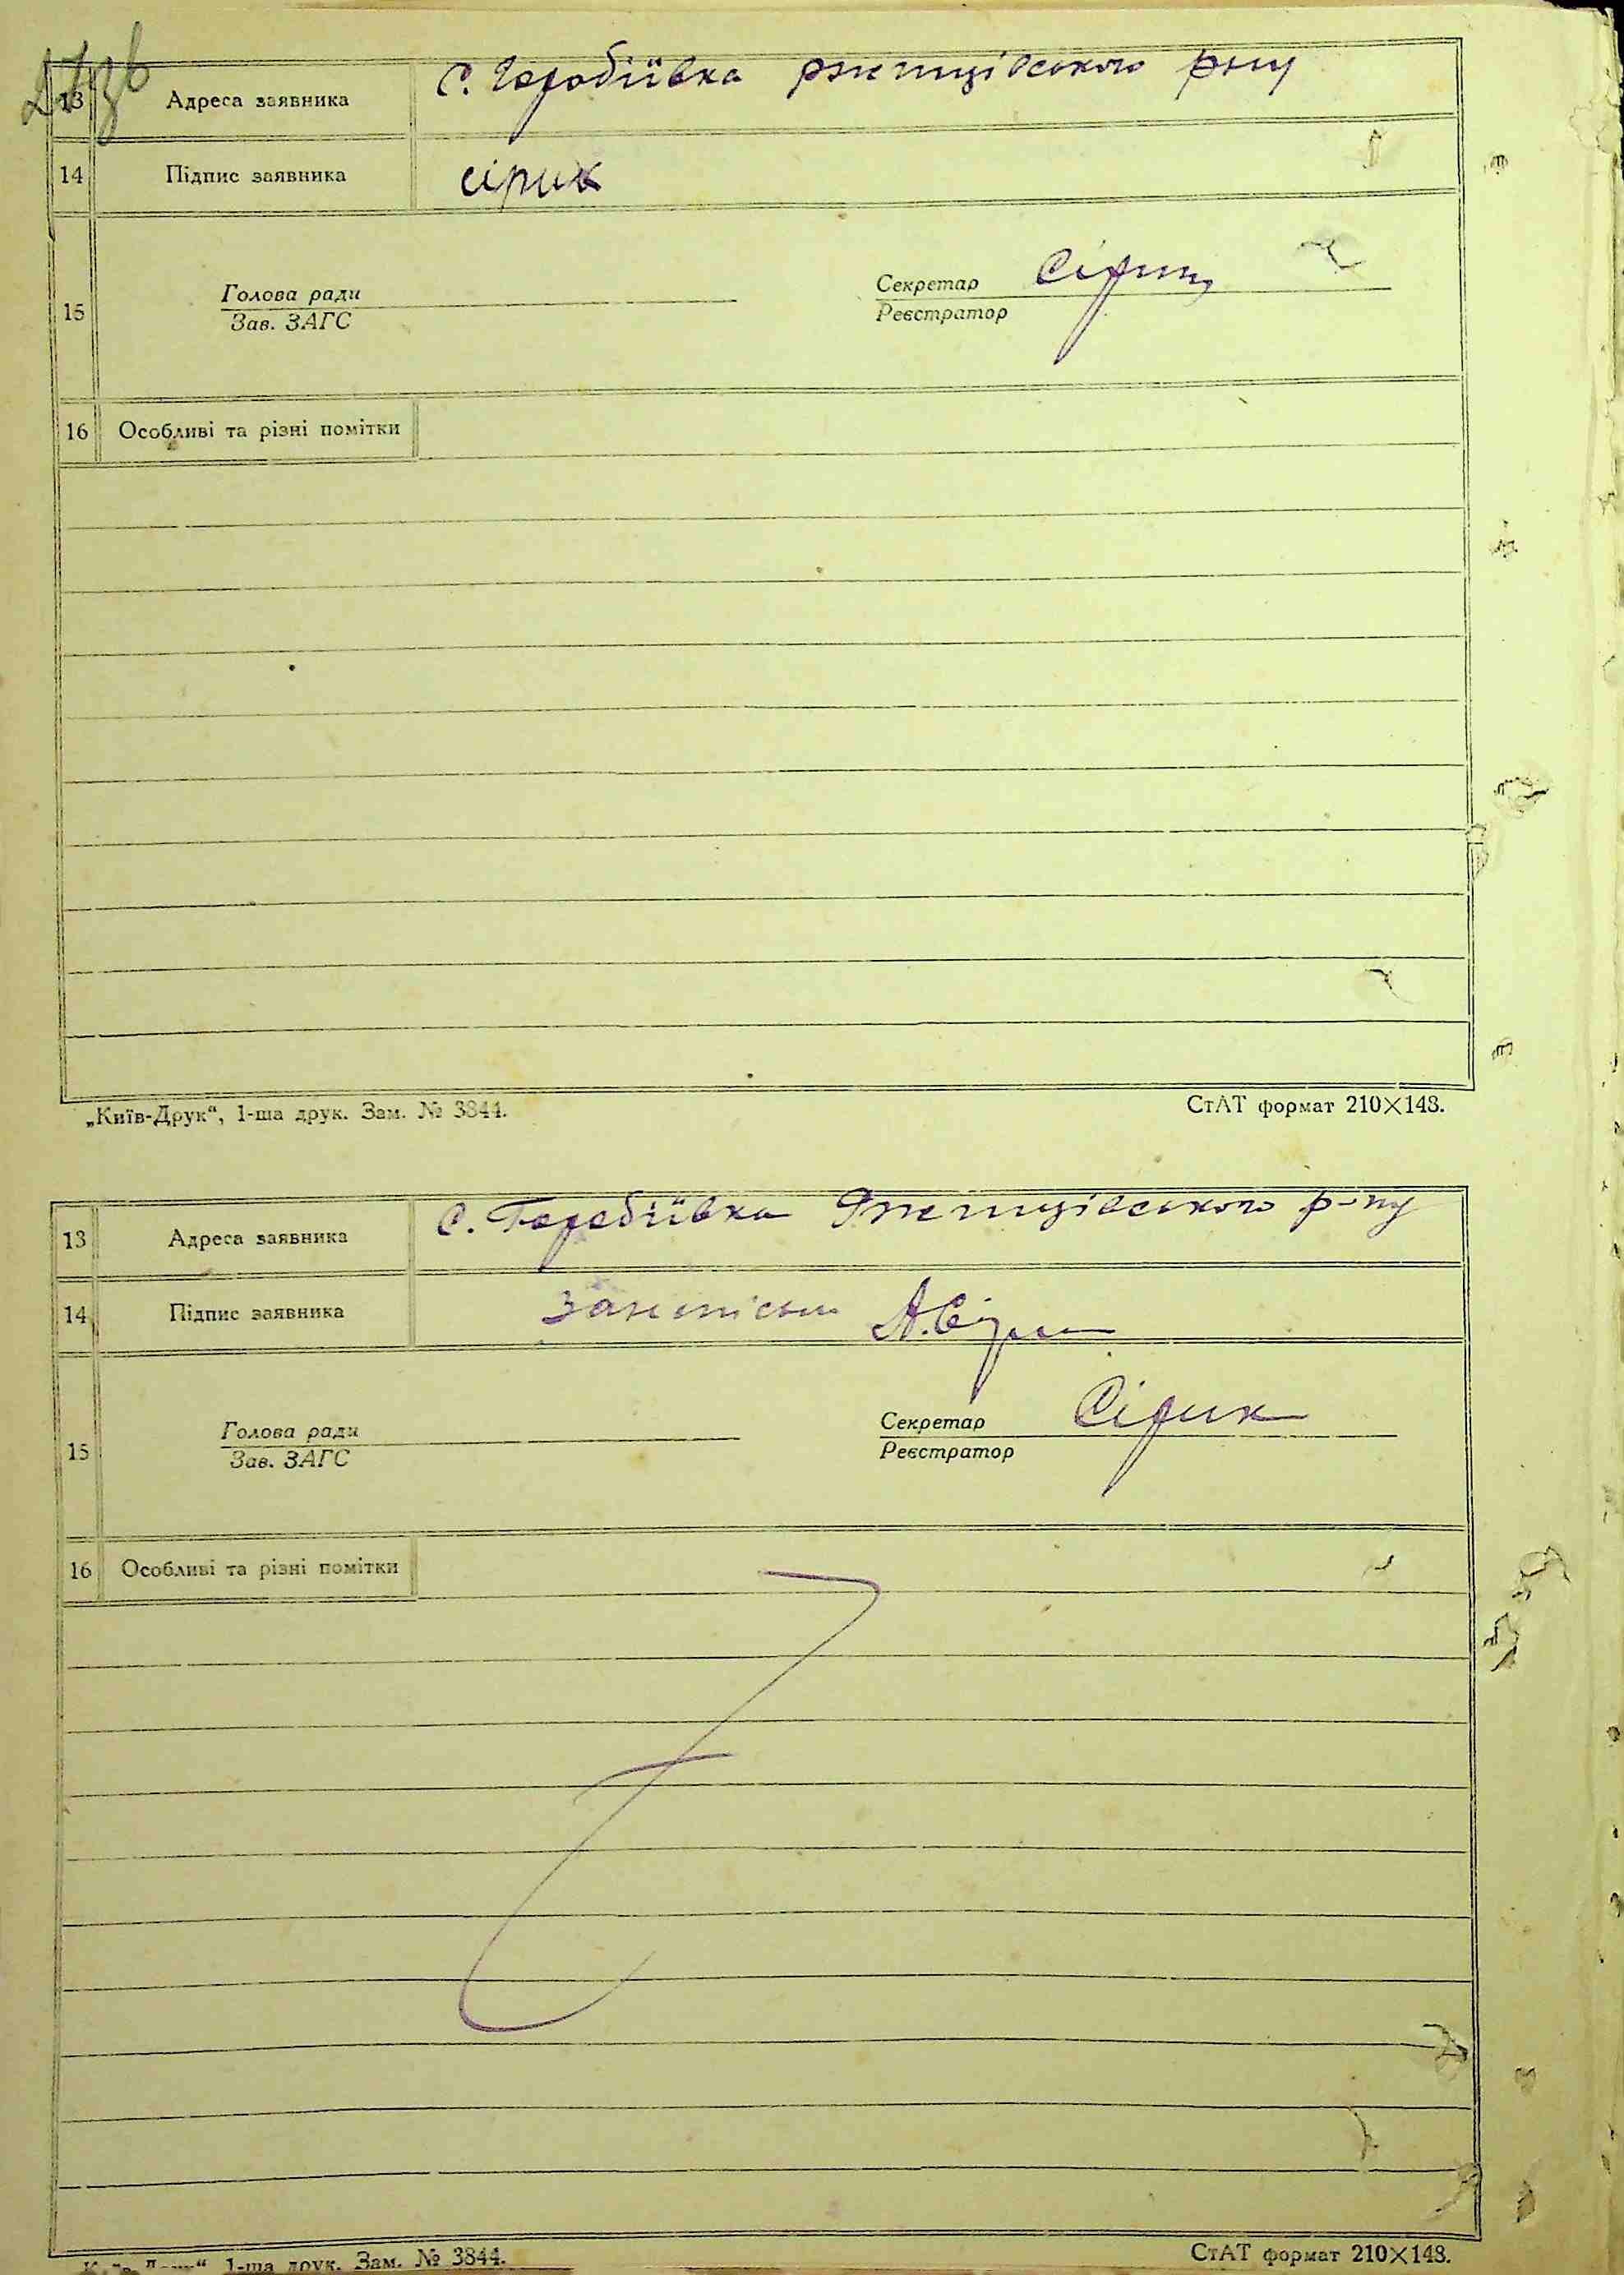 13 Адреса заявника с. Горобіївка ржищівського рну
14 Підпис заявника сірик
15 Голова ради Секретар Сірик
Зав. ЗАГС Реєстратор
16 Особливі та різні помітки
„Київ-Друк“, 1-ша друк. Зам. № 3844. СтАТ формат 210×148.
13 Адреса заявника с. Горобіївка Ржищівського р-ну
14 Підпис заявника А. Сірик
15 Голова ради Секретар Сірик
Зав. ЗАГС Реєстратор
16 Особливі та різні помітки
1-ша друк. Зам. № 3844. СтАТ формат 210×148.